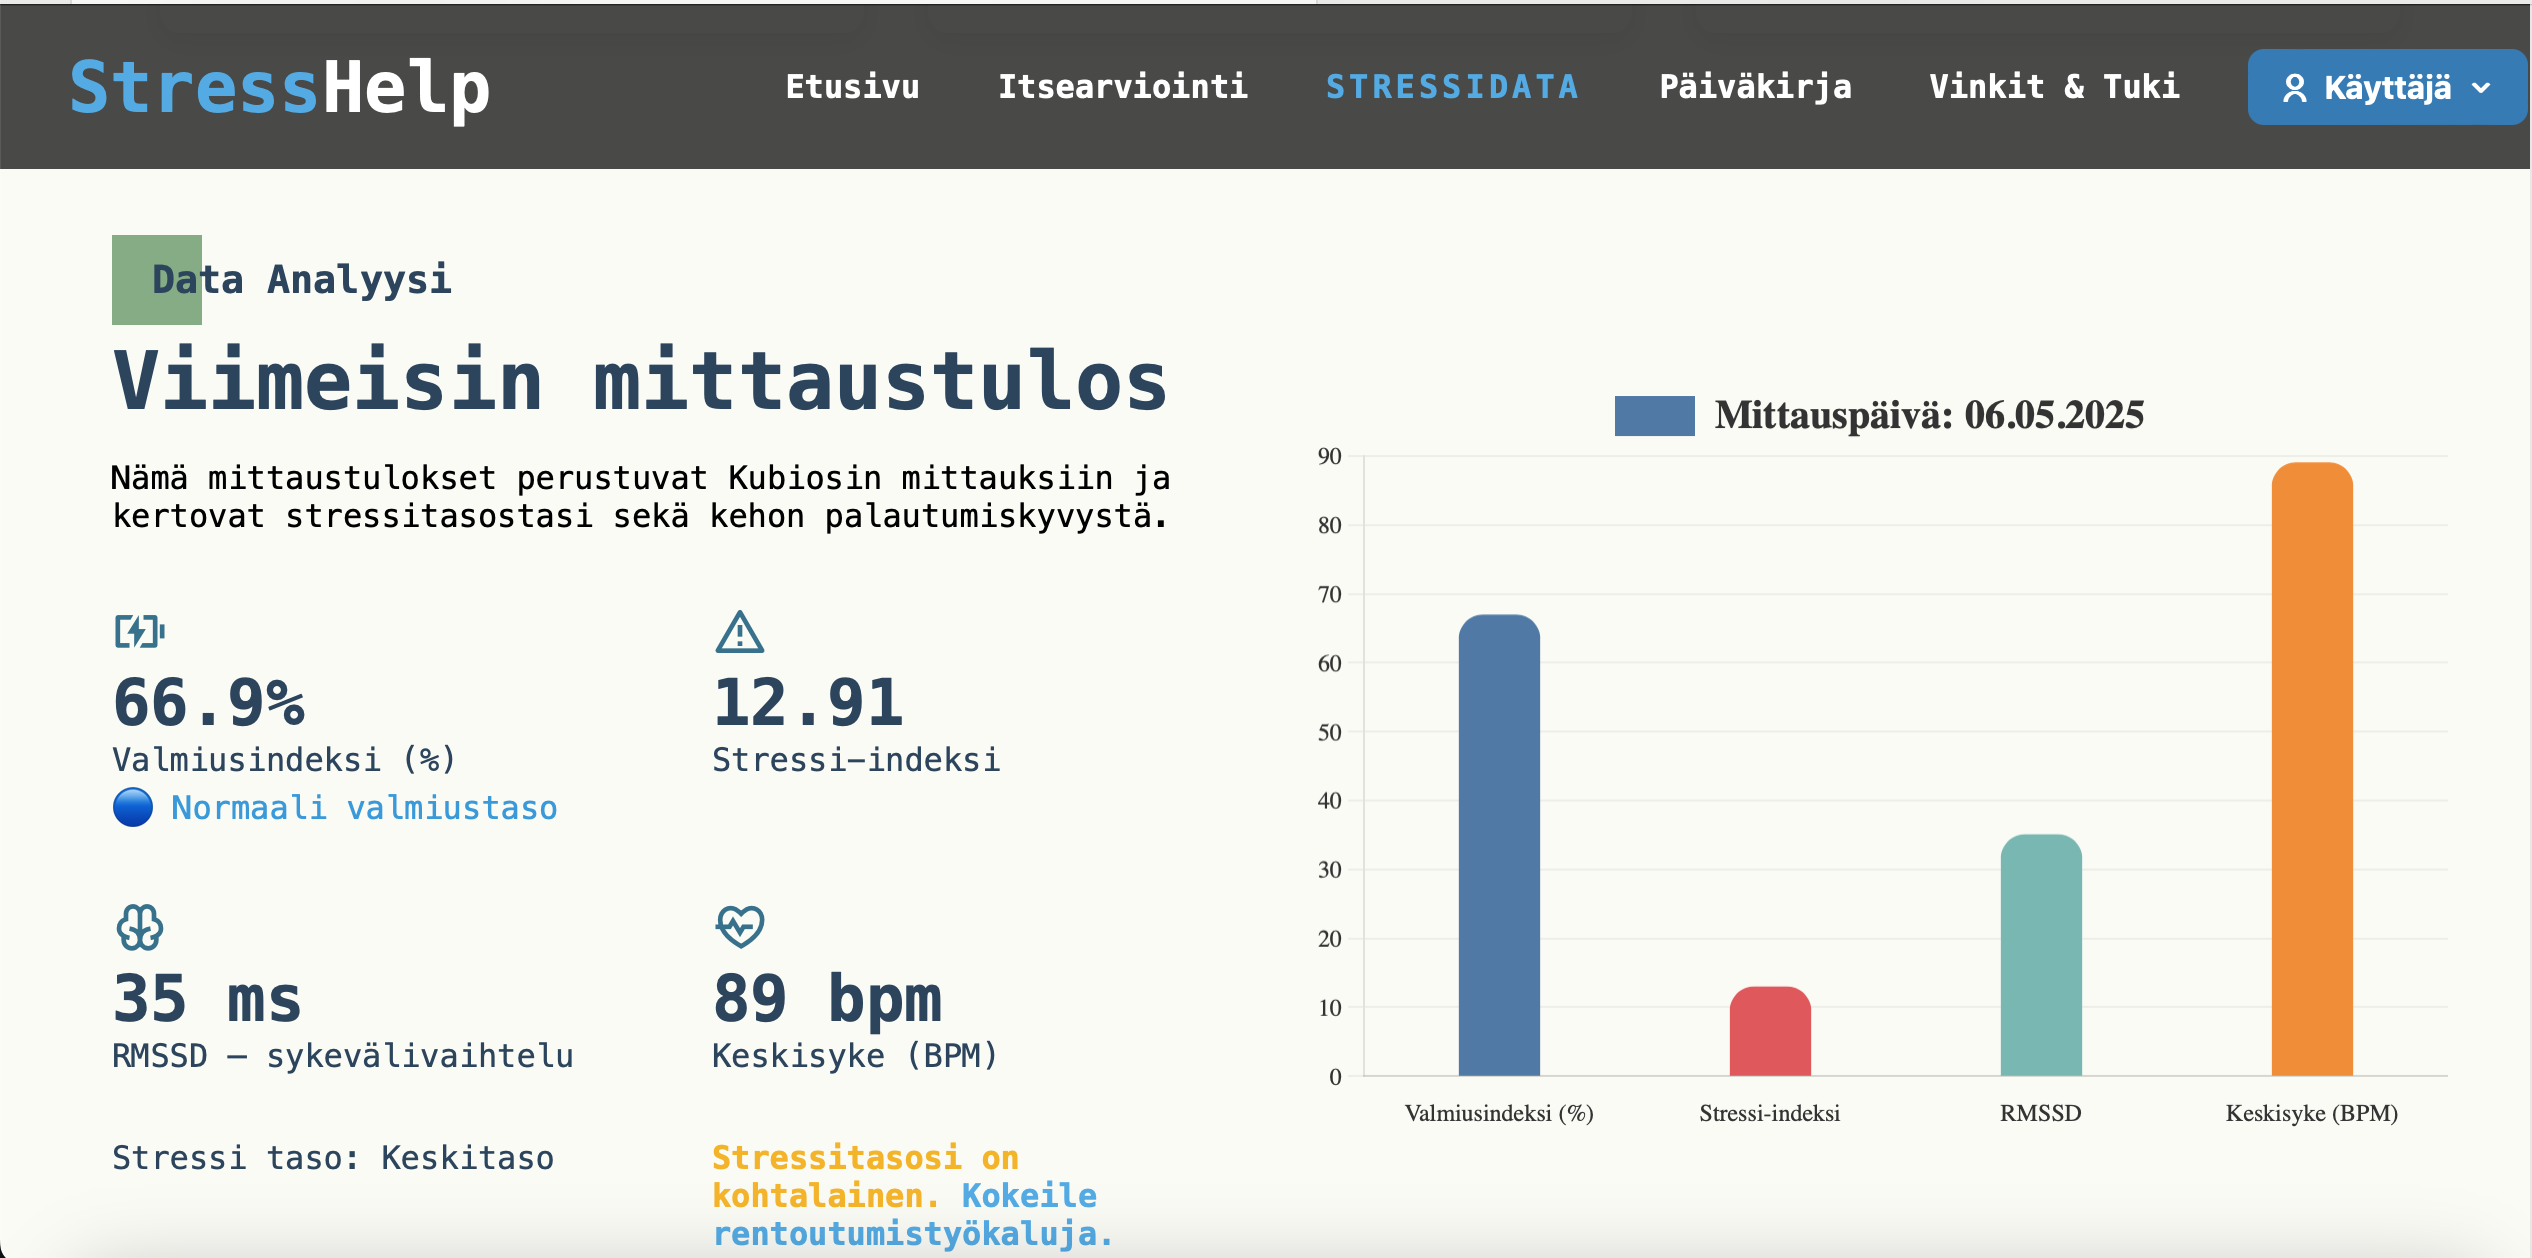 StressHelp
Etusivu
Itsearviointi
STRESSIDATA
Päiväkirja
Vinkit & Tuki
Käyttäjä
Data Analyysi
Viimeisin mittaustulos
Nämä mittaustulokset perustuvat Kubiosin mittauksiin ja
kertovat stressitasostasi sekä kehon palautumiskyvystä.
66.9%
Valmiusindeksi (%)
Normaali valmiustaso
12.91
Stressi-indeksi
35 ms
RMSSD – sykevälivaihtelu
89 bpm
Keskisyke (BPM)
Stressi taso: Keskitaso
Stressitasosi on
kohtalainen. Kokeile
rentoutumistyökaluja.
Mittauspäivä: 06.05.2025
90
80
70
60
50
40
30
20
10
0
Valmiusindeksi (%)
Stressi-indeksi
RMSSD
Keskisyke (BPM)